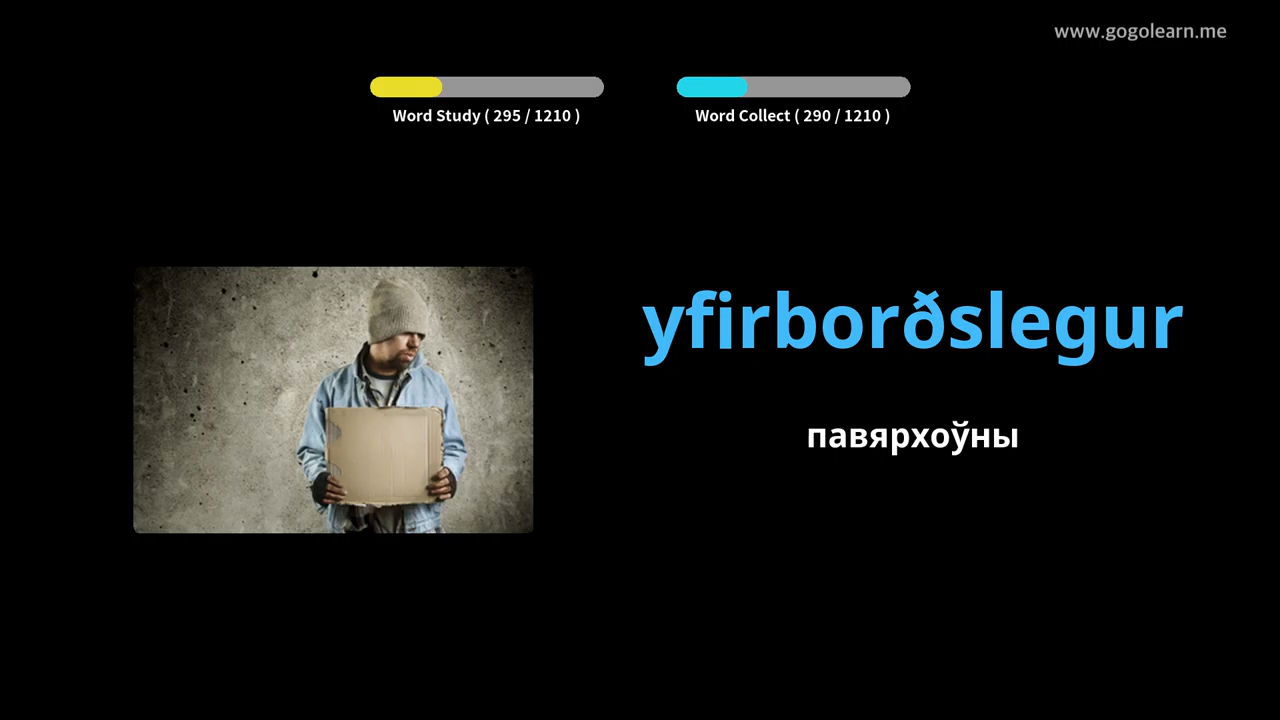 www.gogolearn.me
Word Study ( 295 / 1210 )
Word Collect ( 290 / 1210 )
yfirborðslegur
павярхоўны